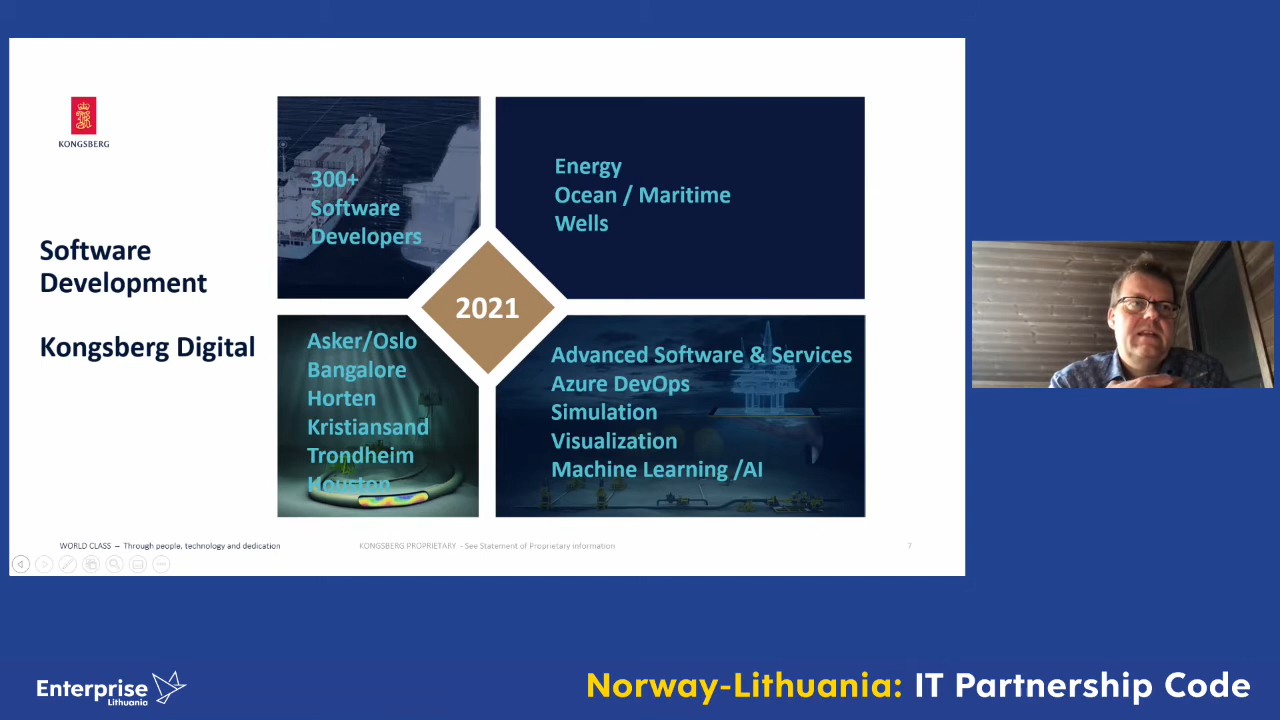 KONGSBERG
Software
Development
Kongsberg Digital
300+
Software
Developers
Energy
Ocean / Maritime
Wells
2021
Asker/Oslo
Bangalore
Horten
Kristiansand
Trondheim
Houston
Advanced Software & Services
Azure DevOps
Simulation
Visualization
Machine Learning /AI
WORLD CLASS – Through people, technology and dedication
KONGSBERG PROPRIETARY - See Statement of Proprietary information
7
Enterprise
Lithuania
Norway-Lithuania: IT Partnership Code